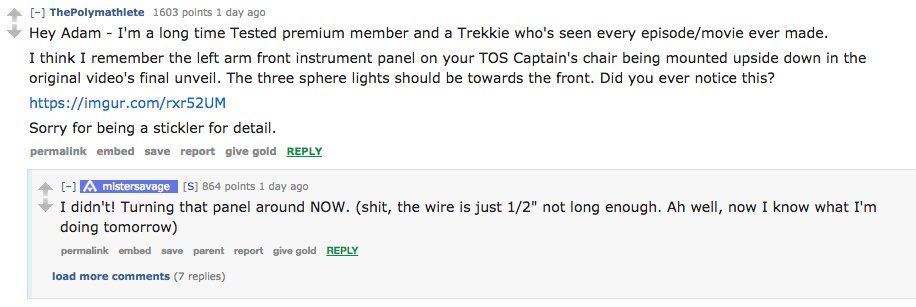 [–] ThePolymathlete 1603 points 1 day ago
Hey Adam - I'm a long time Tested premium member and a Trekkie who's seen every episode/movie ever made.
I think I remember the left arm front instrument panel on your TOS Captain's chair being mounted upside down in the
original video's final unveil. The three sphere lights should be towards the front. Did you ever notice this?
https://imgur.com/rxr52UM
Sorry for being a stickler for detail.
permalink embed save report give gold REPLY
[–] mistersavage [S] 864 points 1 day ago
I didn't! Turning that panel around NOW. (shit, the wire is just 1/2" not long enough. Ah well, now I know what I'm
doing tomorrow)
permalink embed save parent report give gold REPLY
load more comments (7 replies)